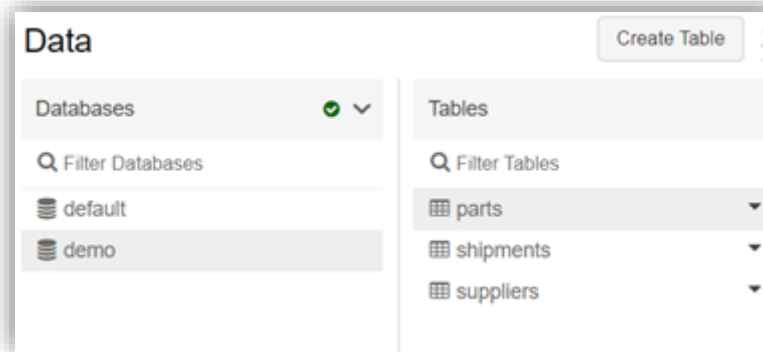 Data
Create Table
Databases
Filter Databases
default
demo
Tables
Filter Tables
parts
shipments
suppliers